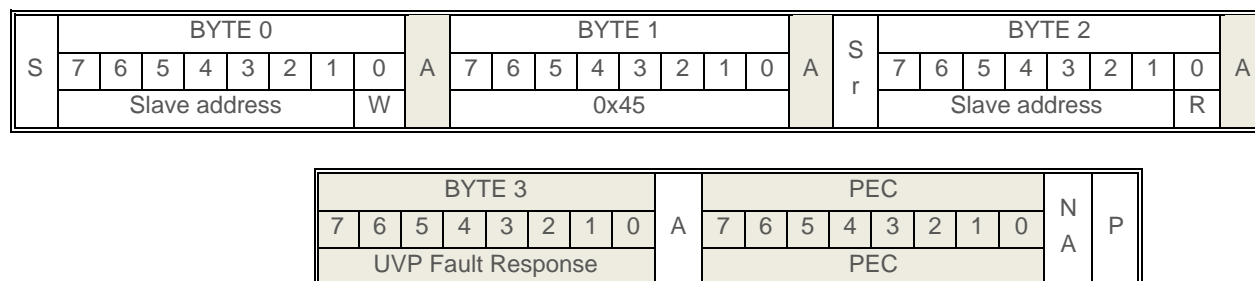 BYTE 0 BYTE 1 BYTE 2
S 7 6 5 4 3 2 1 0 A 7 6 5 4 3 2 1 0 A Sr 7 6 5 4 3 2 1 0 A
Slave address W 0x45 Slave address R
BYTE 3 PEC
7 6 5 4 3 2 1 0 A 7 6 5 4 3 2 1 0 NA P
UVP Fault Response PEC